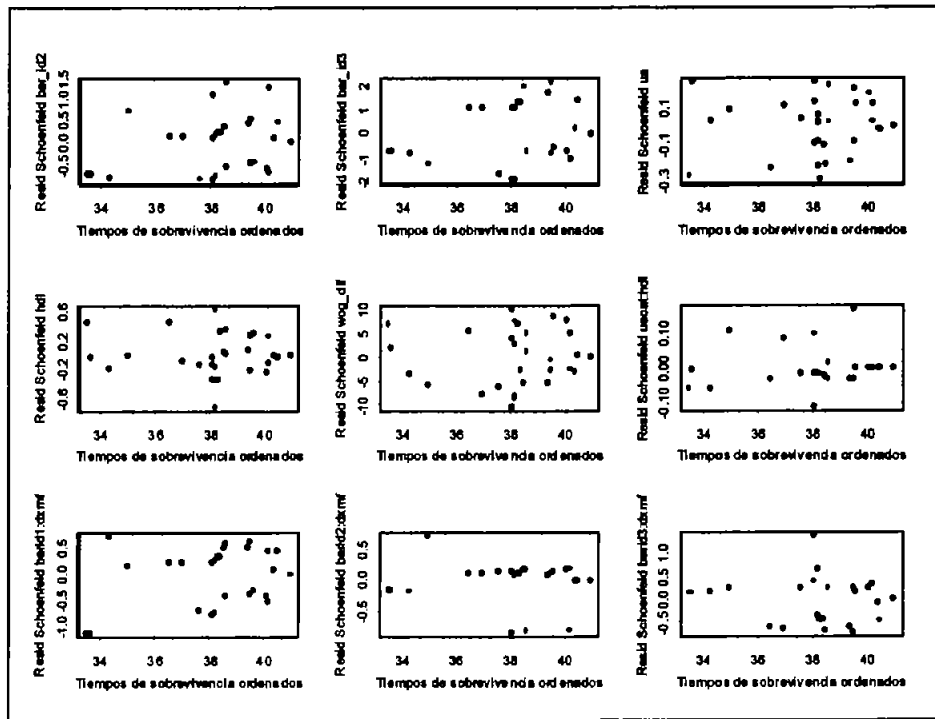 Resid Schoenfeld bar_id2
-0.5 0.0 0.5 1.0 1.5
34 36 38 40
Tiempos de sobrevivencia ordenados
Resid Schoenfeld bar_id3
-2 -1 0 1 2
34 36 38 40
Tiempos de sobrevivencia ordenados
Resid Schoenfeld ua
-0.3 -0.1 0.1
34 36 38 40
Tiempos de sobrevivencia ordenados
Resid Schoenfeld hdl
-0.6 -0.2 0.2 0.6
34 36 38 40
Tiempos de sobrevivencia ordenados
Resid Schoenfeld wog_dif
-10 -5 0 5 10
34 36 38 40
Tiempos de sobrevivencia ordenados
Resid Schoenfeld
-0.10 0.00 0.10
34 36 38 40
Tiempos de sobrevivencia ordenados
Resid Schoenfeld barid1:dxmf
-1.0 -0.5 0.0 0.5
34 36 38 40
Tiempos de sobrevivencia ordenados
Resid Schoenfeld barid2:dxmf
-0.5 0.0 0.5
34 36 38 40
Tiempos de sobrevivencia ordenados
Resid Schoenfeld barid3:dxmf
-0.5 0.0 0.5 1.0
34 36 38 40
Tiempos de sobrevivencia ordenados